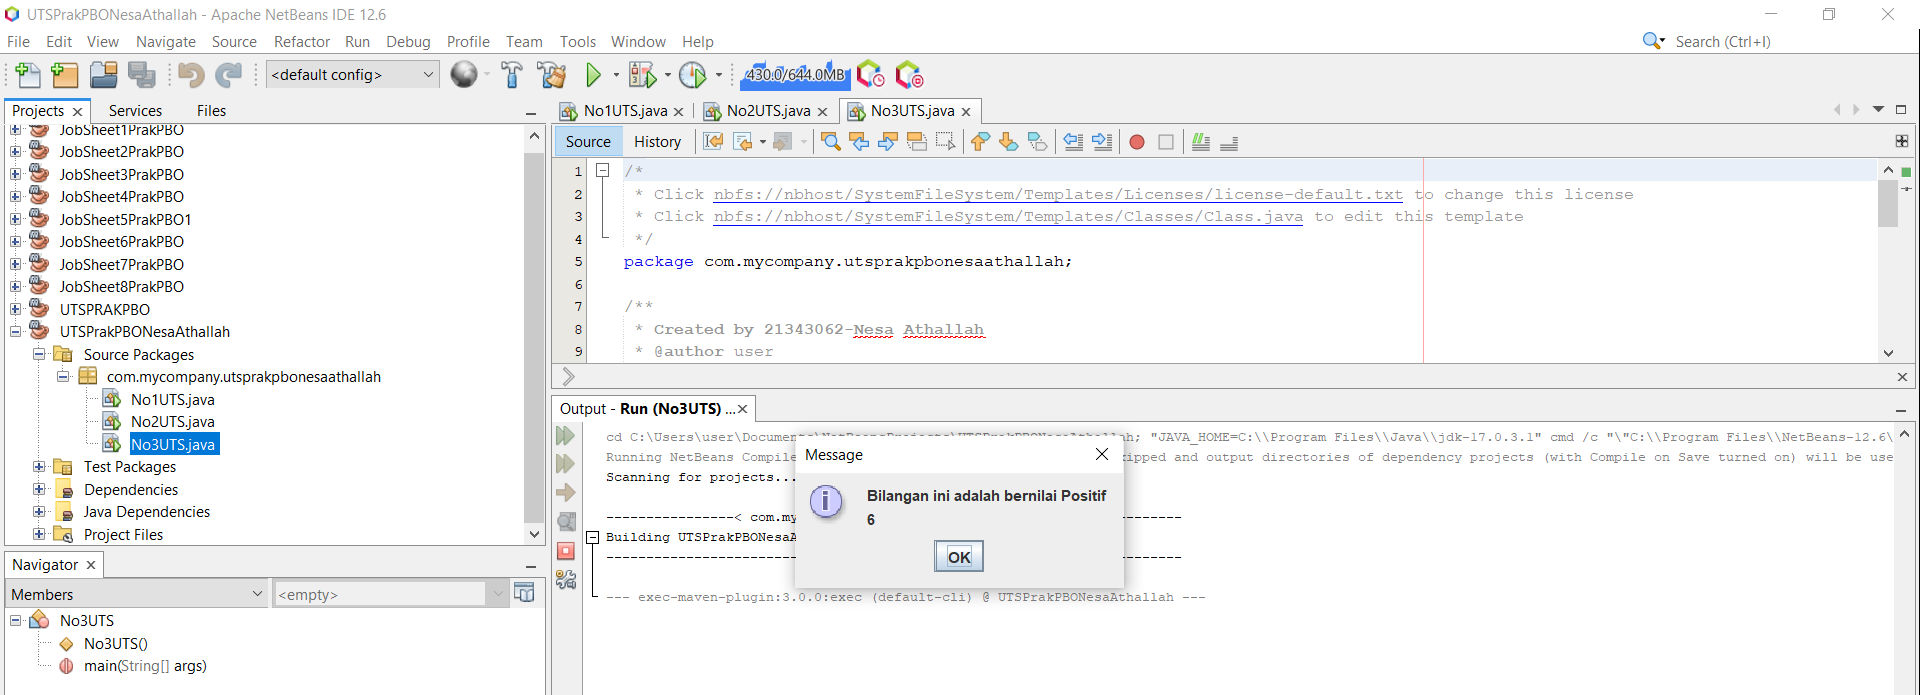 UTSPrakPBONesaAthallah - Apache NetBeans IDE 12.6
File Edit View Navigate Source Refactor Run Debug Profile Team Tools Window Help
Search (Ctrl+I)
<default config>
430.0/644.0MB
Projects Services Files
JobSheet1PrakPBO
JobSheet2PrakPBO
JobSheet3PrakPBO
JobSheet4PrakPBO
JobSheet5PrakPBO1
JobSheet6PrakPBO
JobSheet7PrakPBO
JobSheet8PrakPBO
UTSPRAKPBO
UTSPrakPBONesaAthallah
Source Packages
com.mycompany.utsprakpbonesaathallah
No1UTS.java
No2UTS.java
No3UTS.java
Test Packages
Dependencies
Java Dependencies
Project Files
Navigator
Members
<empty>
No3UTS
No3UTS()
main(String[] args)
No1UTS.java No2UTS.java No3UTS.java
Source History
1 /*
2 * Click nbfs://nbhost/SystemFileSystem/Templates/Licenses/license-default.txt to change this license
3 * Click nbfs://nbhost/SystemFileSystem/Templates/Classes/Class.java to edit this template
4 */
5 package com.mycompany.utsprakpbonesaathallah;
6
7 /**
8 * Created by 21343062-Nesa Athallah
9 * @author user
Output - Run (No3UTS) ...
cd C:\Users\user\Documents\NetBeansProjects\UTSPrakPBONesaAthallah; "JAVA_HOME=C:\\Program Files\\Java\\jdk-17.0.3.1" cmd /c "\"C:\\Program Files\\NetBeans-12.6\
Running NetBeans Compile ipped and output directories of dependency projects (with Compile on Save turned on) will be use
Scanning for projects...
---------------< com.my -------
Building UTSPrakPBONesaA
-------
--- exec-maven-plugin:3.0.0:exec (default-cli) @ UTSPrakPBONesaAthallah ---
Message
Bilangan ini adalah bernilai Positif
6
OK